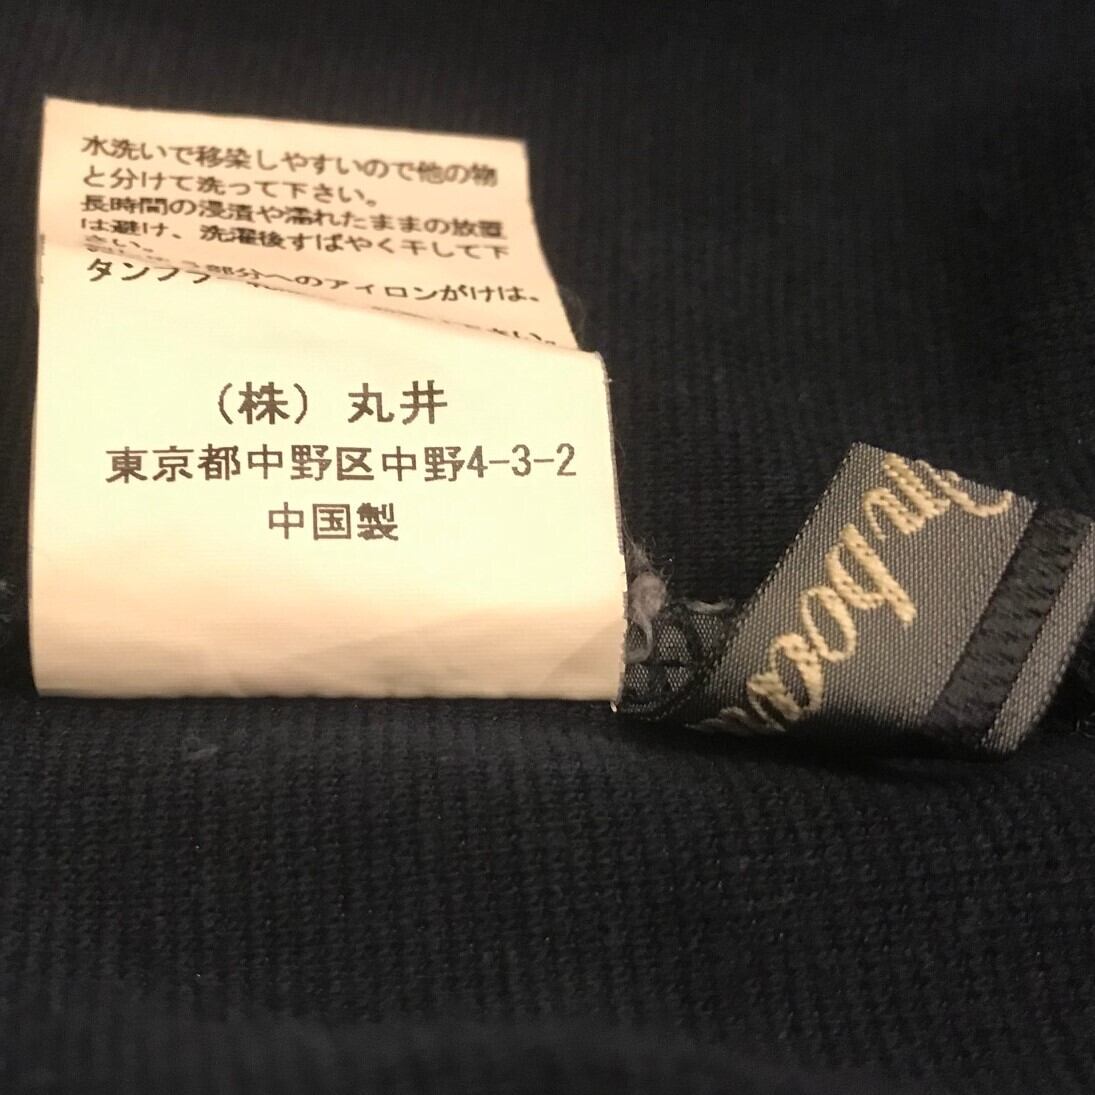 水洗いで移染しやすいので他の物
と分けて洗って下さい。
長時間の浸漬や濡れたままの放置
は避け、洗濯後すばやく干して下
さい。
部分へのアイロンがけは、
さい。
(株) 丸井
東京都中野区中野4-3-2
中国製